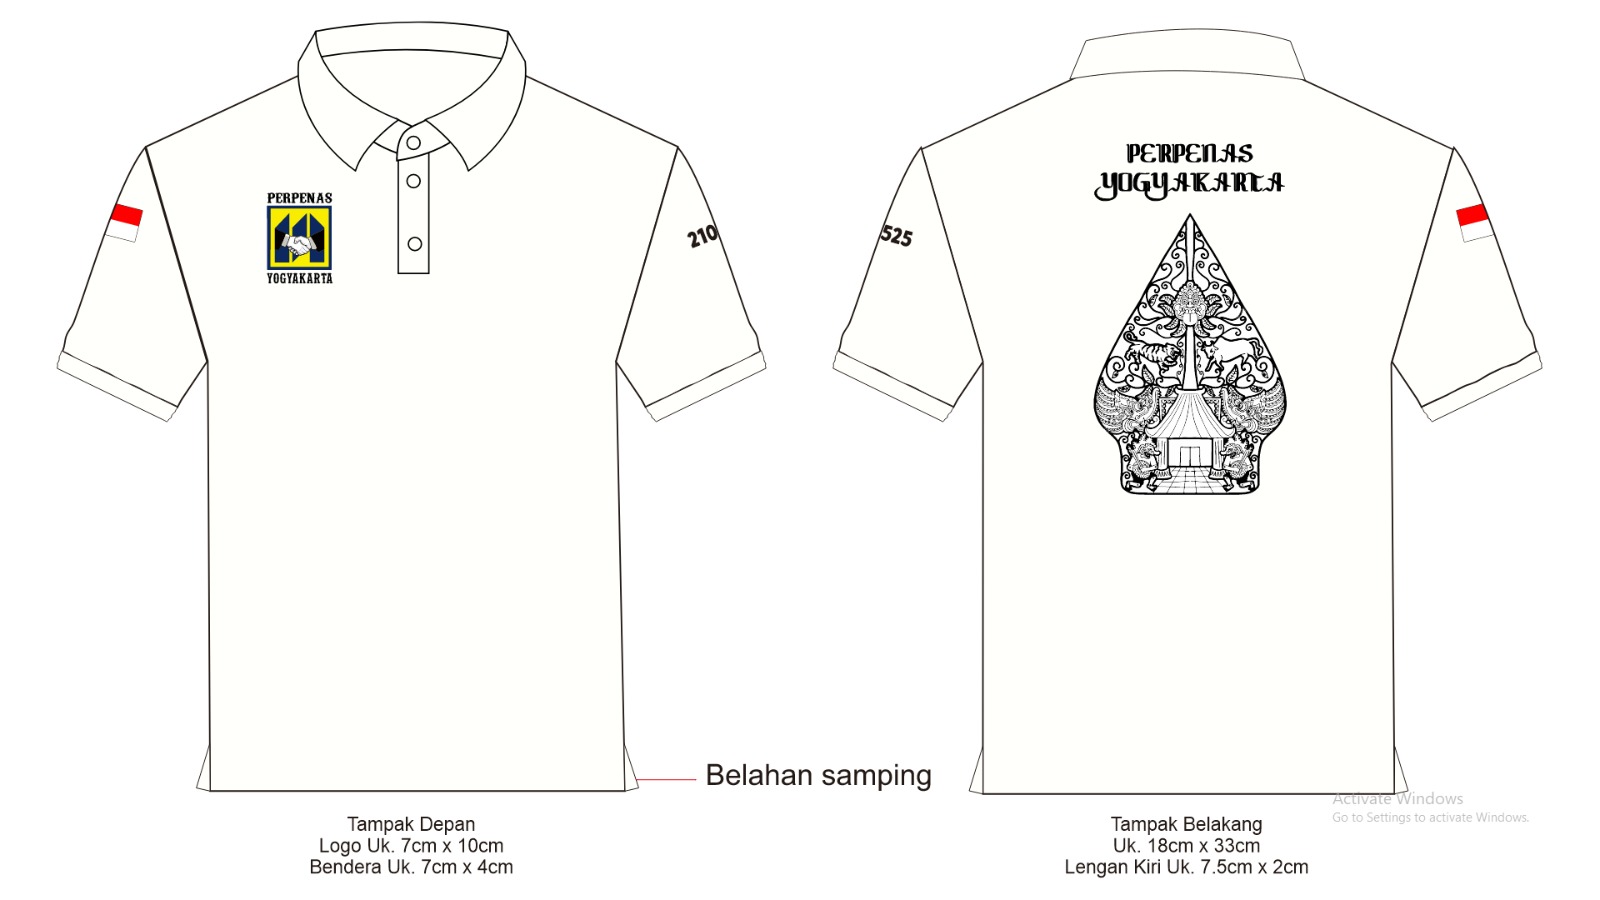 PERPENAS
YOGYAKARTA
210
PERPENAS
YOGYAKARTA
525
Belahan samping
Tampak Depan
Logo Uk. 7cm x 10cm
Bendera Uk. 7cm x 4cm
Tampak Belakang
Uk. 18cm x 33cm
Lengan Kiri Uk. 7.5cm x 2cm
Activate Windows
Go to Settings to activate Windows.